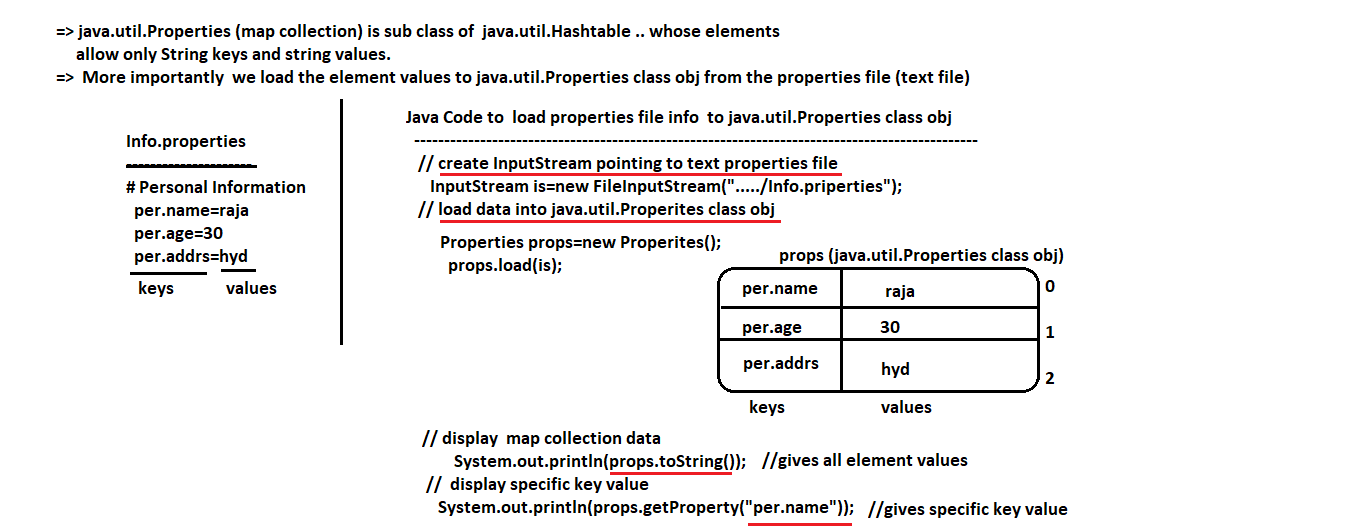 => java.util.Properties (map collection) is sub class of  java.util.Hashtable .. whose elements
allow only String keys and string values.
=>  More importantly  we load the element values to java.util.Properties class obj from the properties file (text file)
Info.properties
--------------------
# Personal Information
per.name=raja
per.age=30
per.addrs=hyd
keys values
Java Code to  load properties file info  to java.util.Properties class obj
------------------------------------------------------------------------------------------
// create InputStream pointing to text properties file
InputStream is=new FileInputStream("...../Info.priperties");
// load data into java.util.Properites class obj
Properties props=new Properites();
props.load(is);
props (java.util.Properties class obj)
per.name raja 0
per.age 30 1
per.addrs hyd 2
keys values
// display  map collection data
System.out.println(props.toString());   //gives all element values
//  display specific key value
System.out.println(props.getProperty("per.name"));   //gives specific key value